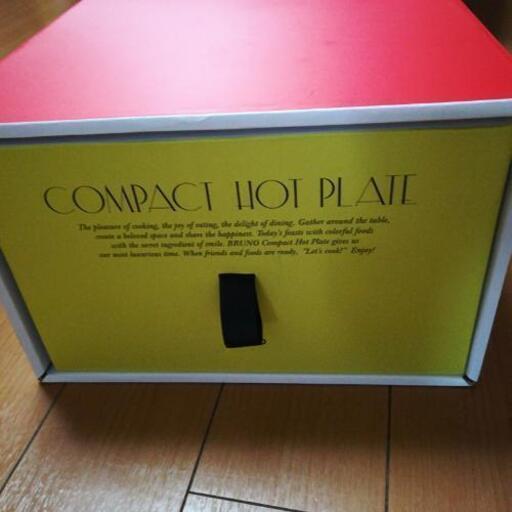 COMPACT HOT PLATE
The pleasure of cooking, the joy of eating, the delight of dining. Gather around the table,
create a beloved space and share the happiness. Today's feasts with colorful foods
with the secret ingredient of smile. BRUNO Compact Hot Plate gives us
our most luxurious time. When friends and foods are ready, "Let's cook!" Enjoy!